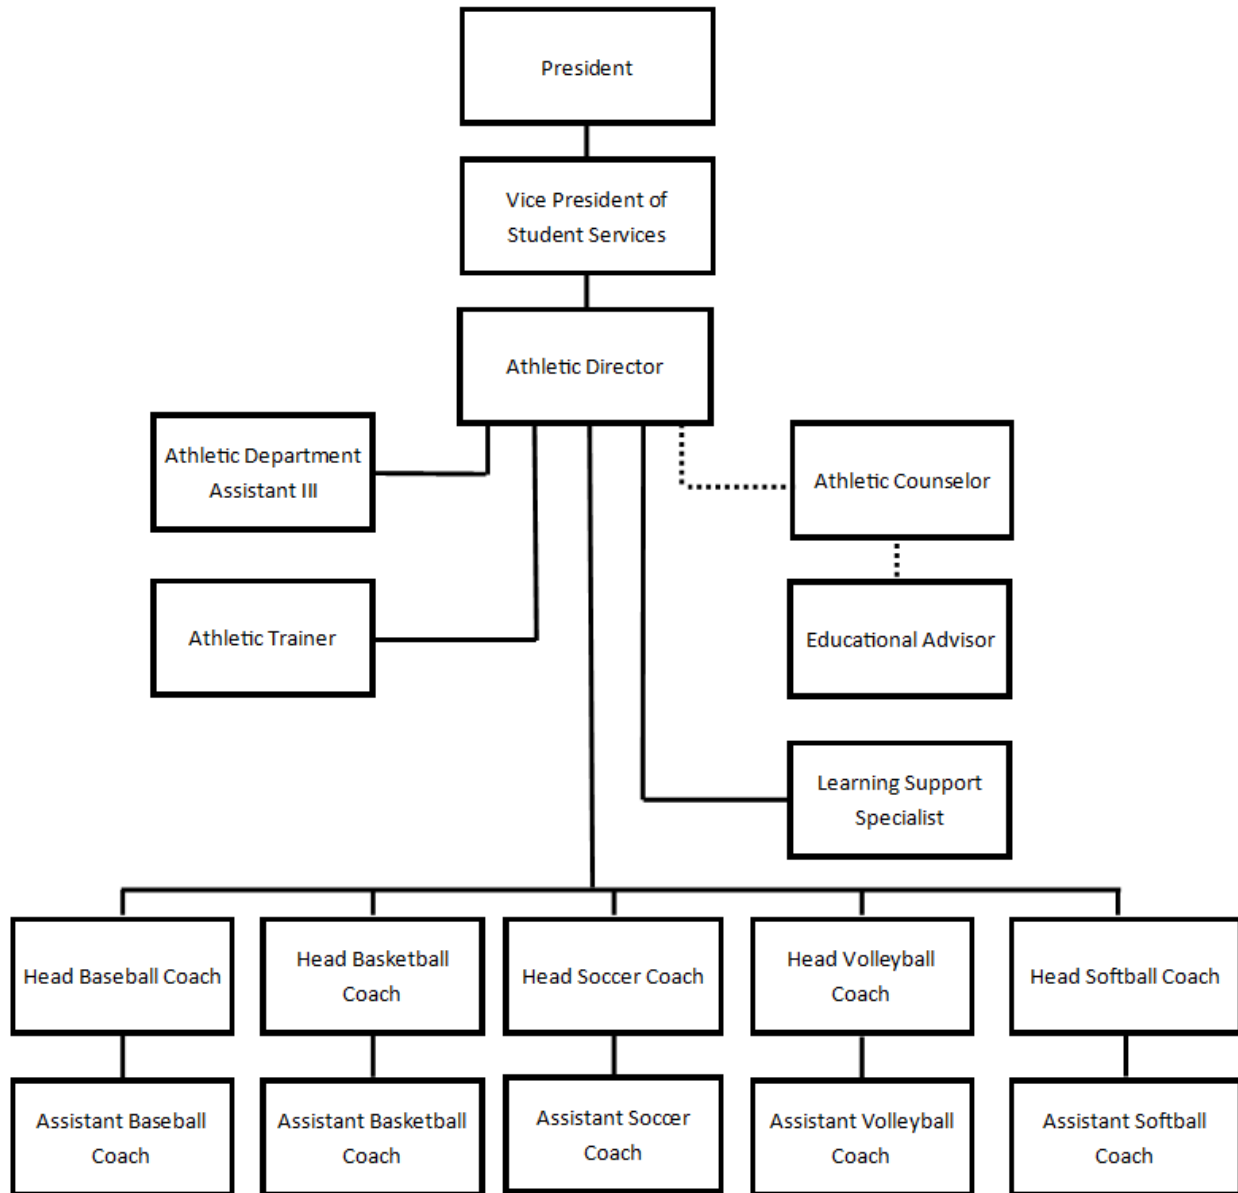 President
Vice President of
Student Services
Athletic Director
Athletic Department
Assistant III
Athletic Counselor
Athletic Trainer
Educational Advisor
Learning Support
Specialist
Head Baseball Coach
Head Basketball
Coach
Head Soccer Coach
Head Volleyball
Coach
Head Softball Coach
Assistant Baseball
Coach
Assistant Basketball
Coach
Assistant Soccer
Coach
Assistant Volleyball
Coach
Assistant Softball
Coach